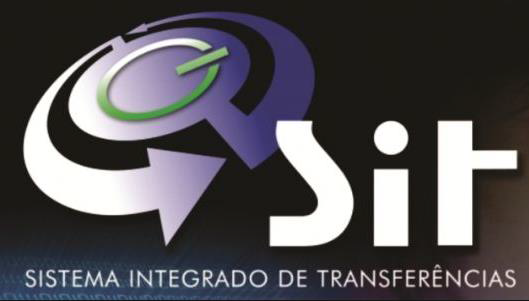 Sit
SISTEMA INTEGRADO DE TRANSFERÊNCIAS